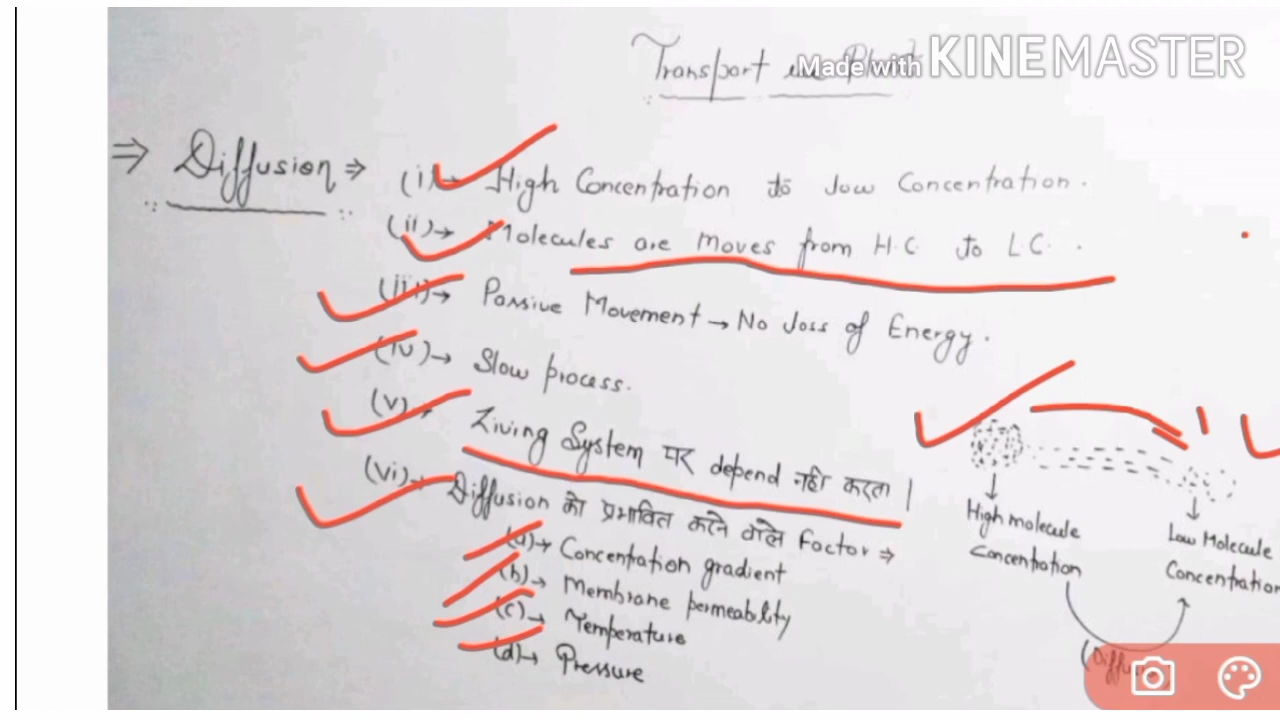 Transport in Plant
Made with KINEMASTER
⇒ Diffusion ⇒ (i)→ High Concentration to low Concentration.
(ii)→ Molecules are moves from H.C. to L.C.
(iii)→ Passive Movement → No loss of Energy.
(iv)→ Slow process.
(v)→ Living System पर depend नही करता |
(vi)→ Diffusion को प्रभावित करने वाले Factor ⇒
(a)→ Concentration gradient
(b)→ Membrane permeability
(c)→ Temperature
(d)→ Pressure
High molecule
Concentration
Low Molecule
Concentration